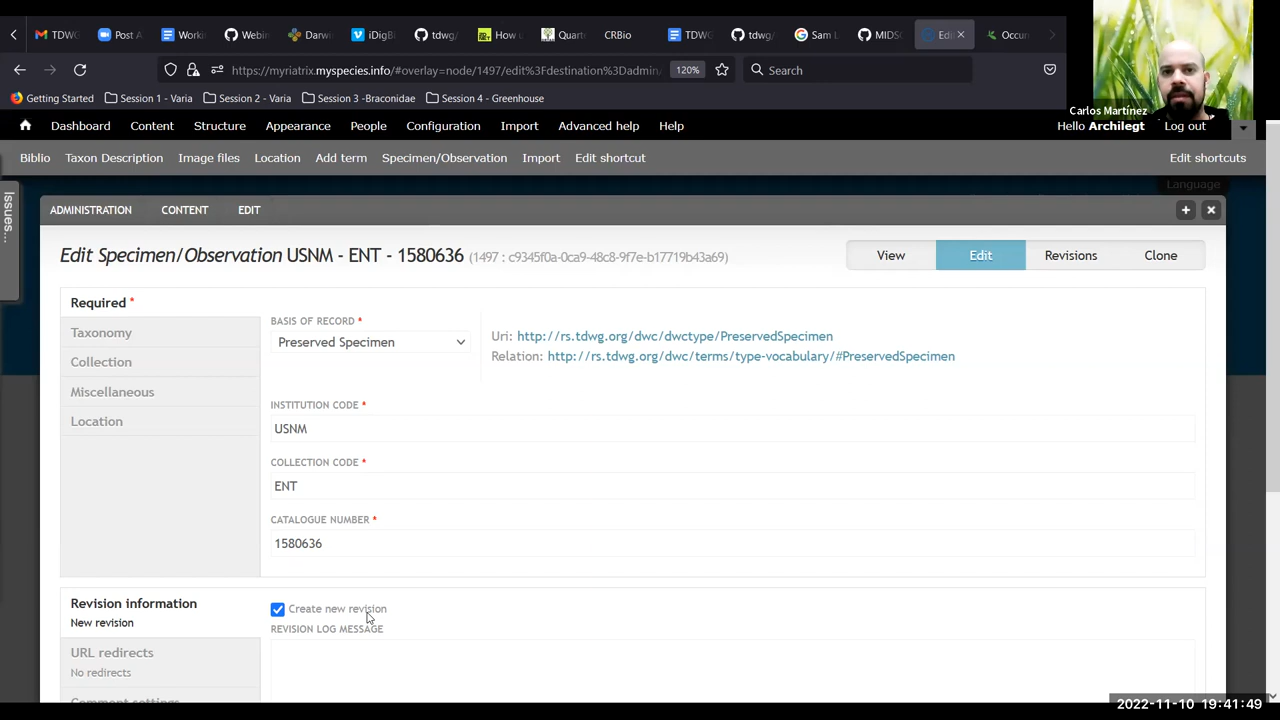 TDWG
Post A
Worki
Webin
Darwi
iDigBi
tdwg/
How u
Quarte
CRBio
TDWG
tdwg/
Sam L
MIDS
Edi
Occun
https://myriatrix.myspecies.info/#overlay=node/1497/edit%3Fdestination%3Dadmin/
120%
Search
Getting Started
Session 1 - Varia
Session 2 - Varia
Session 3 -Braconidae
Session 4 - Greenhouse
Carlos Martínez
Dashboard
Content
Structure
Appearance
People
Configuration
Import
Advanced help
Help
Hello Archilegt
Log out
Biblio
Taxon Description
Image files
Location
Add term
Specimen/Observation
Import
Edit shortcut
Edit shortcuts
Language
Issues...
ADMINISTRATION
CONTENT
EDIT
Edit Specimen/Observation USNM - ENT - 1580636 (1497 : c9345f0a-0ca9-48c8-9f7e-b17719b43a69)
View
Edit
Revisions
Clone
Required *
Taxonomy
Collection
Miscellaneous
Location
BASIS OF RECORD *
Preserved Specimen
Uri: http://rs.tdwg.org/dwc/dwctype/PreservedSpecimen
Relation: http://rs.tdwg.org/dwc/terms/type-vocabulary/#PreservedSpecimen
INSTITUTION CODE *
USNM
COLLECTION CODE *
ENT
CATALOGUE NUMBER *
1580636
Revision information
New revision
URL redirects
No redirects
Comment settings
Create new revision
REVISION LOG MESSAGE
2022-11-10 19:41:49